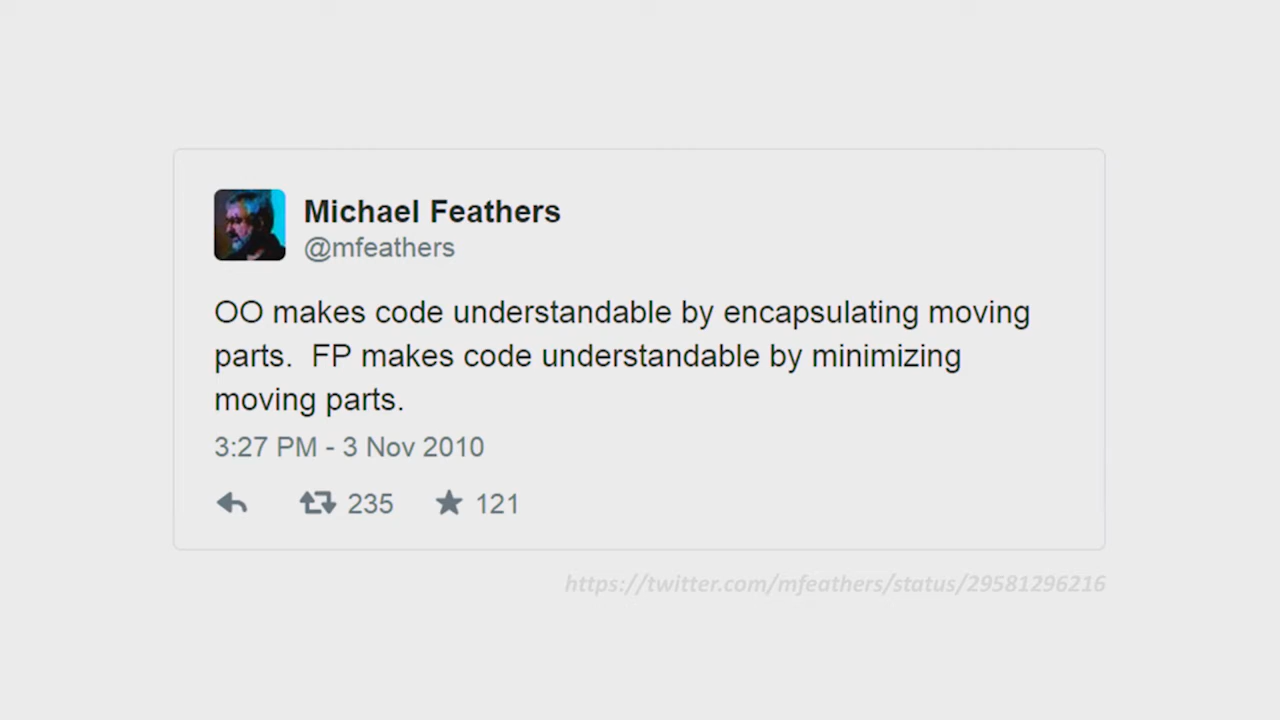 Michael Feathers
@mfeathers
OO makes code understandable by encapsulating moving
parts.  FP makes code understandable by minimizing
moving parts.
3:27 PM - 3 Nov 2010
235 121
https://twitter.com/mfeathers/status/29581296216